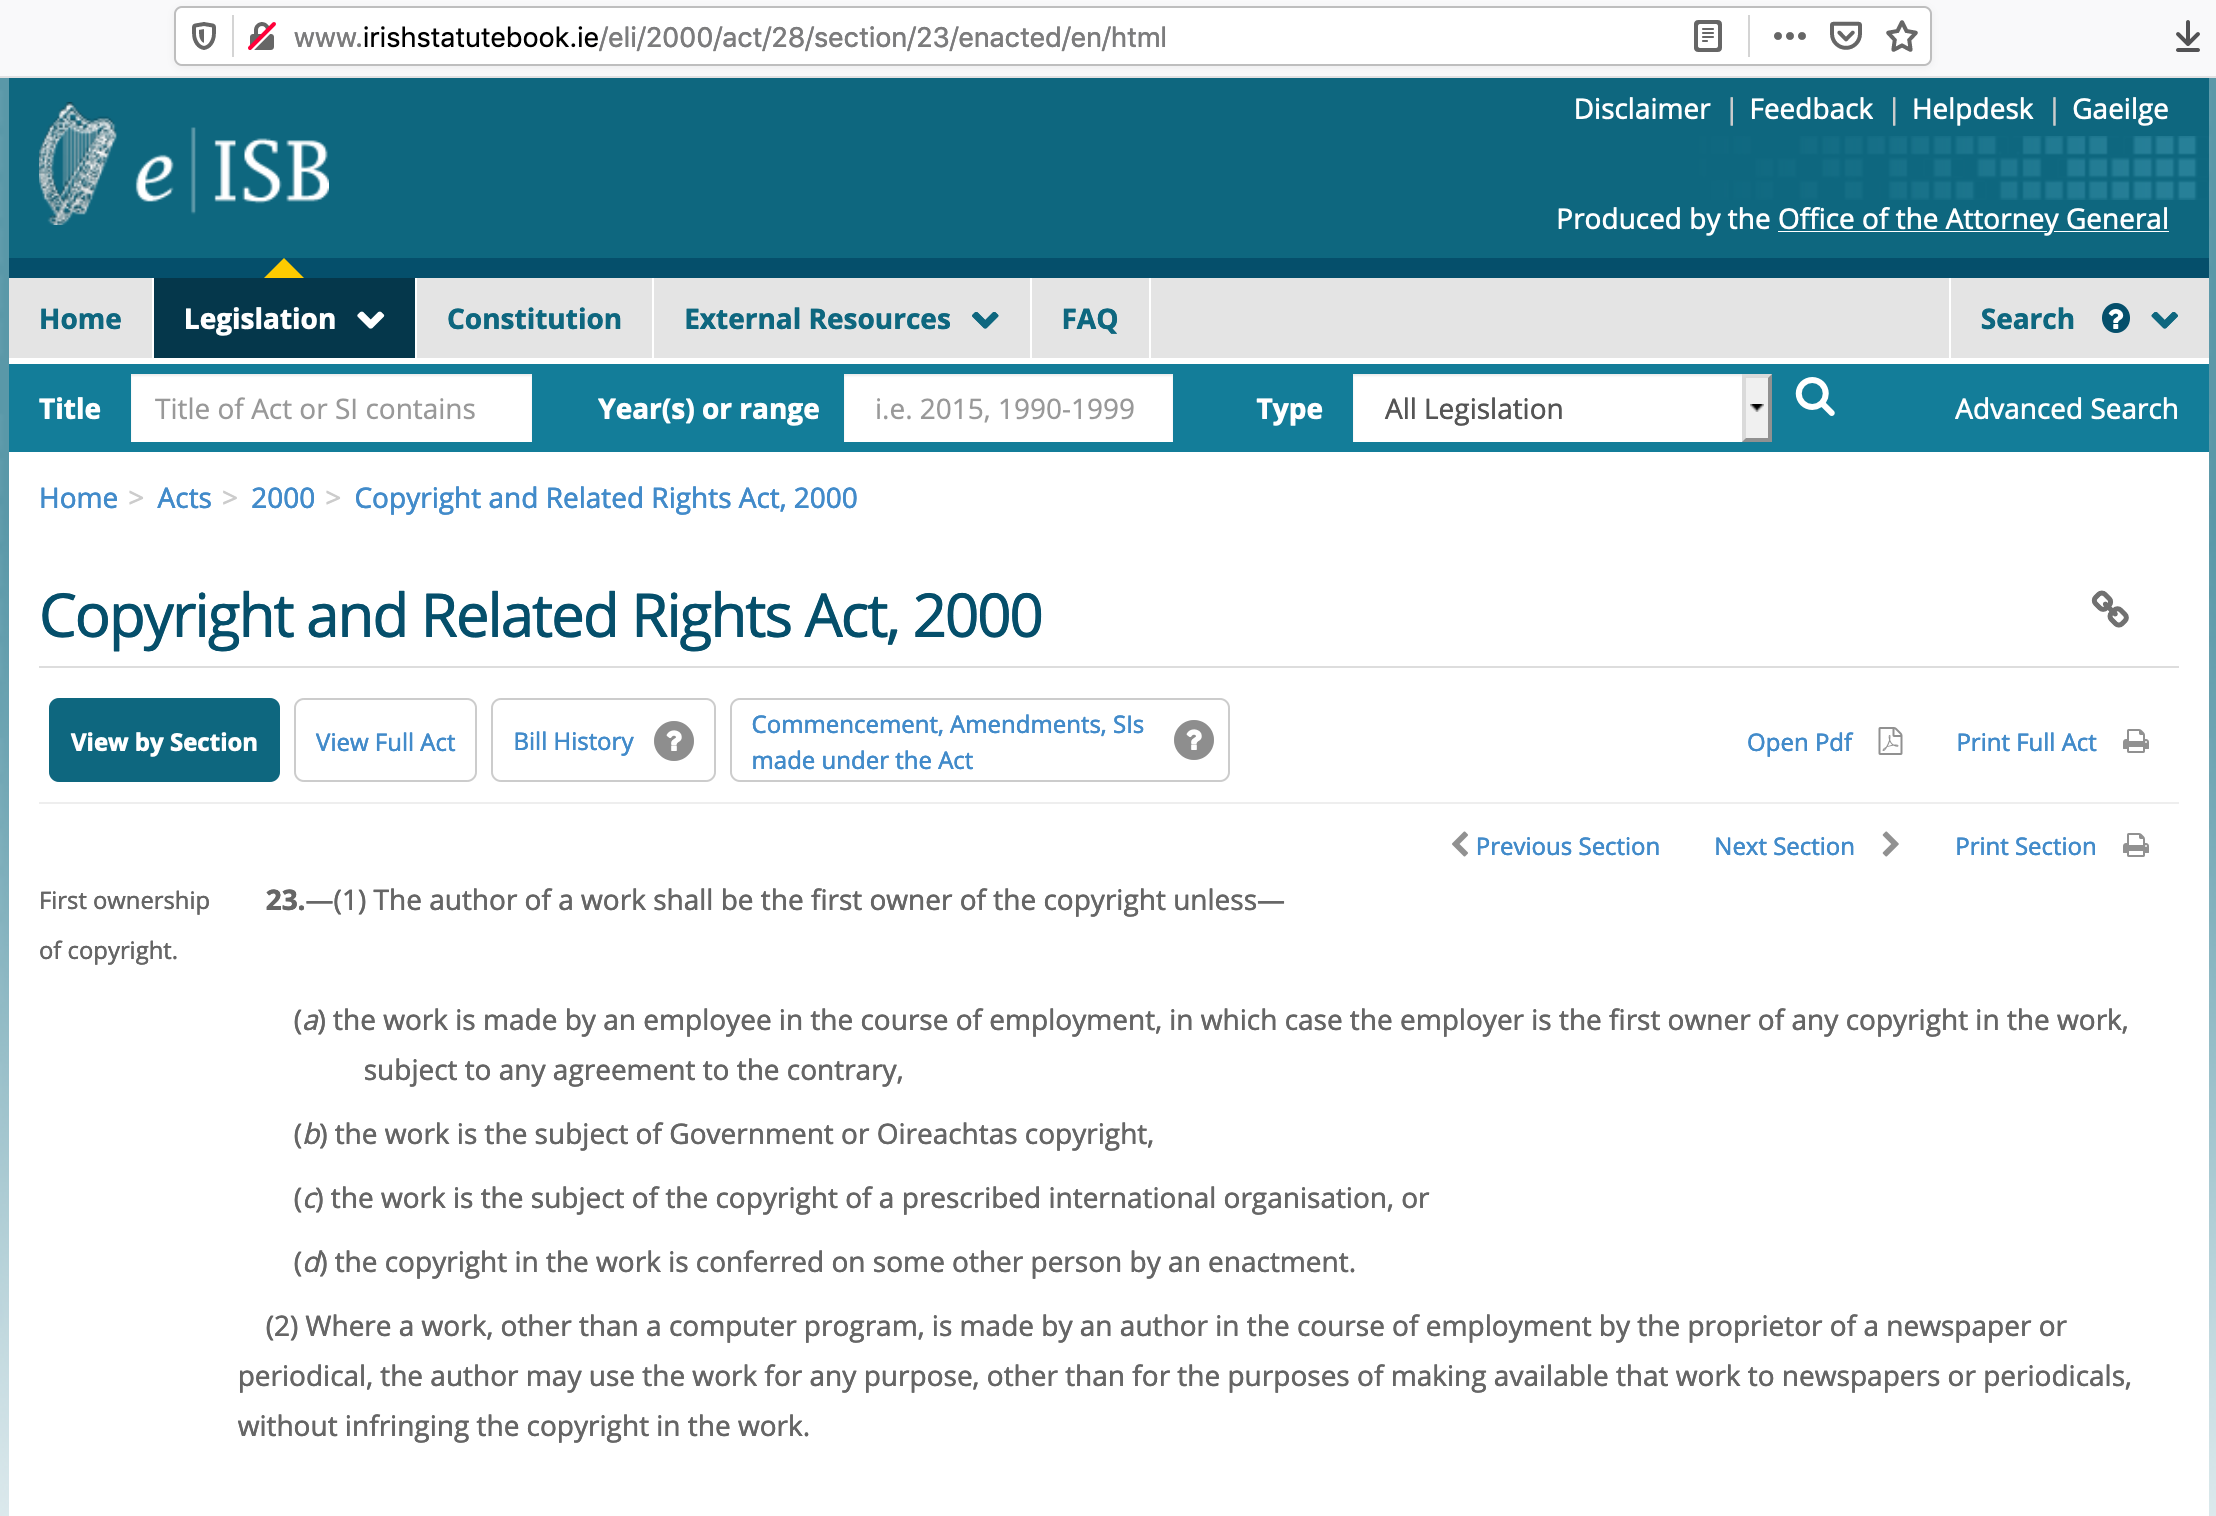 www.irishstatutebook.ie/eli/2000/act/28/section/23/enacted/en/html
Disclaimer | Feedback | Helpdesk | Gaeilge
e | ISB
Produced by the Office of the Attorney General
Home Legislation Constitution External Resources FAQ Search ?
Title Title of Act or SI contains Year(s) or range i.e. 2015, 1990-1999 Type All Legislation Advanced Search
Home > Acts > 2000 > Copyright and Related Rights Act, 2000
Copyright and Related Rights Act, 2000
View by Section View Full Act Bill History ? Commencement, Amendments, SIs
made under the Act ? Open Pdf Print Full Act
Previous Section Next Section Print Section
First ownership
of copyright.
23.—(1) The author of a work shall be the first owner of the copyright unless—
(a) the work is made by an employee in the course of employment, in which case the employer is the first owner of any copyright in the work,
subject to any agreement to the contrary,
(b) the work is the subject of Government or Oireachtas copyright,
(c) the work is the subject of the copyright of a prescribed international organisation, or
(d) the copyright in the work is conferred on some other person by an enactment.
(2) Where a work, other than a computer program, is made by an author in the course of employment by the proprietor of a newspaper or
periodical, the author may use the work for any purpose, other than for the purposes of making available that work to newspapers or periodicals,
without infringing the copyright in the work.